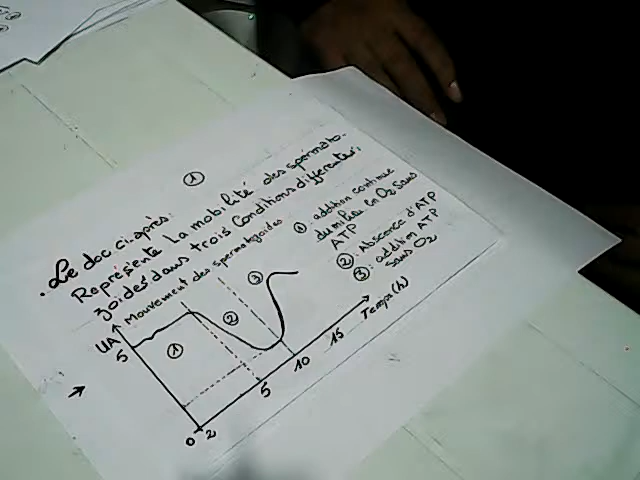 ①
. Le doc.ci.après:
Représente La mobilité des spermato-
zoides dans trois Conditions différentes:
Mouvement des spermatozoides
UA
5
①
②
③
0 2
5
10
15
Temps(h)
① . addition continue
du milieu en O2 sans
ATP
② Absence d'ATP
③ . addition ATP
sans O2